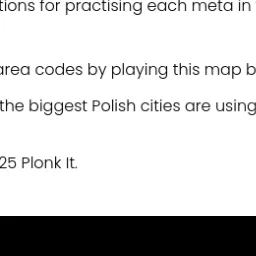 tions for practising each meta in
area codes by playing this map b
the biggest Polish cities are using
25 Plonk It.